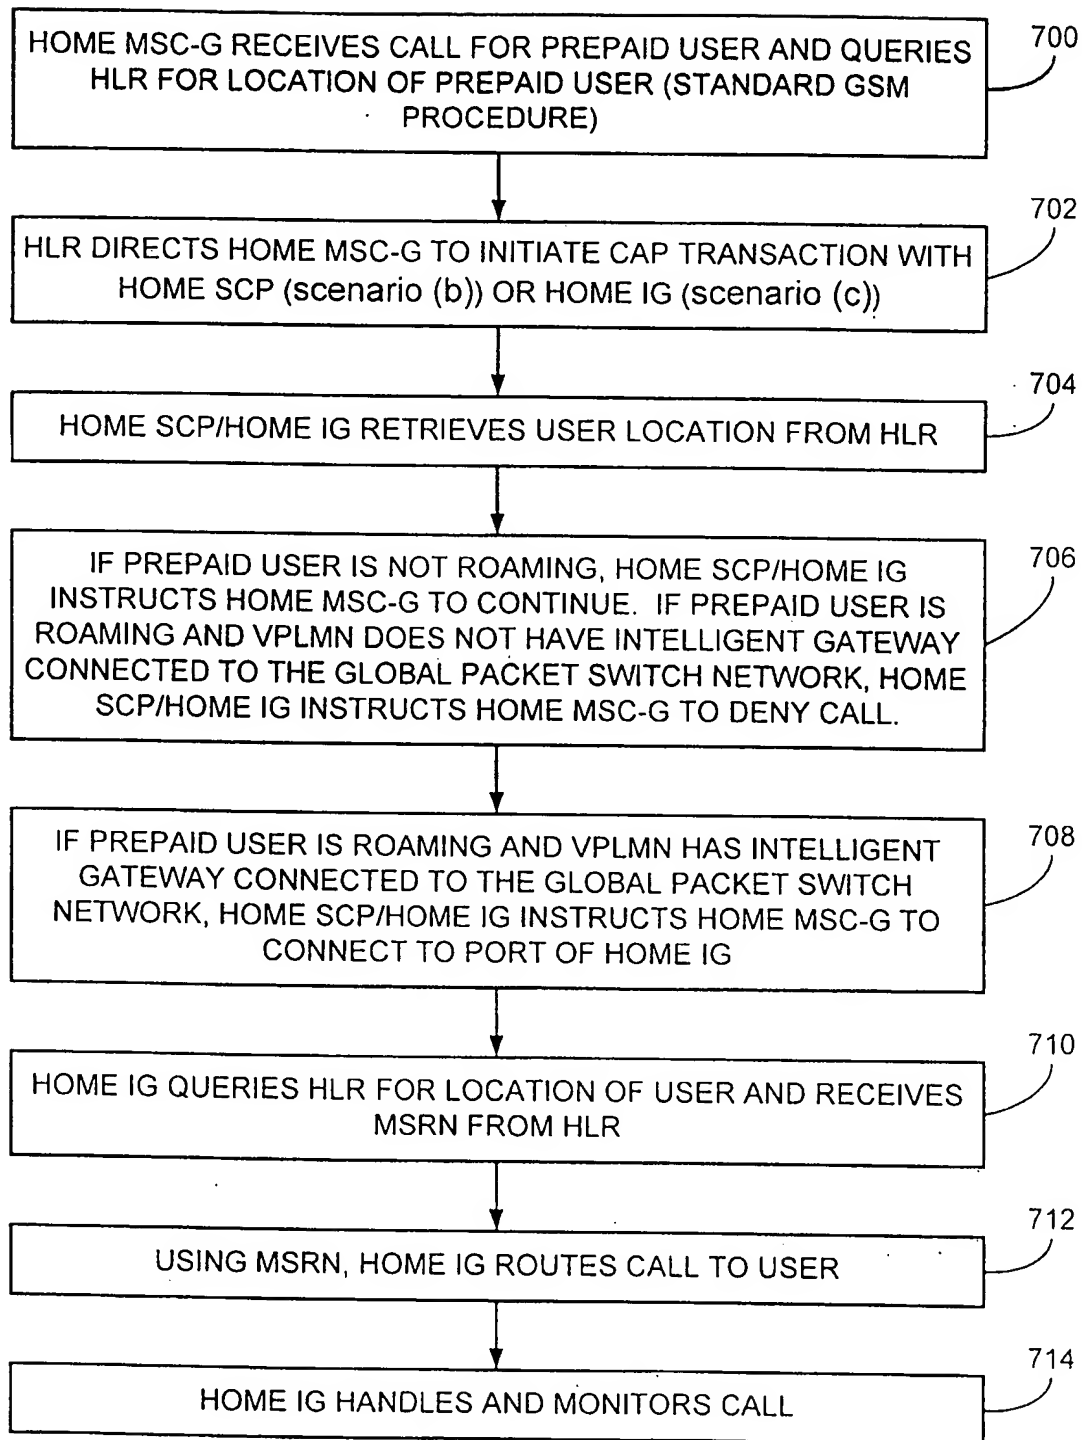 HOME MSC-G RECEIVES CALL FOR PREPAID USER AND QUERIES
HLR FOR LOCATION OF PREPAID USER (STANDARD GSM
PROCEDURE)
700
HLR DIRECTS HOME MSC-G TO INITIATE CAP TRANSACTION WITH
HOME SCP (scenario (b)) OR HOME IG (scenario (c))
702
HOME SCP/HOME IG RETRIEVES USER LOCATION FROM HLR
704
IF PREPAID USER IS NOT ROAMING, HOME SCP/HOME IG
INSTRUCTS HOME MSC-G TO CONTINUE. IF PREPAID USER IS
ROAMING AND VPLMN DOES NOT HAVE INTELLIGENT GATEWAY
CONNECTED TO THE GLOBAL PACKET SWITCH NETWORK, HOME
SCP/HOME IG INSTRUCTS HOME MSC-G TO DENY CALL.
706
IF PREPAID USER IS ROAMING AND VPLMN HAS INTELLIGENT
GATEWAY CONNECTED TO THE GLOBAL PACKET SWITCH
NETWORK, HOME SCP/HOME IG INSTRUCTS HOME MSC-G TO
CONNECT TO PORT OF HOME IG
708
HOME IG QUERIES HLR FOR LOCATION OF USER AND RECEIVES
MSRN FROM HLR
710
USING MSRN, HOME IG ROUTES CALL TO USER
712
HOME IG HANDLES AND MONITORS CALL
714